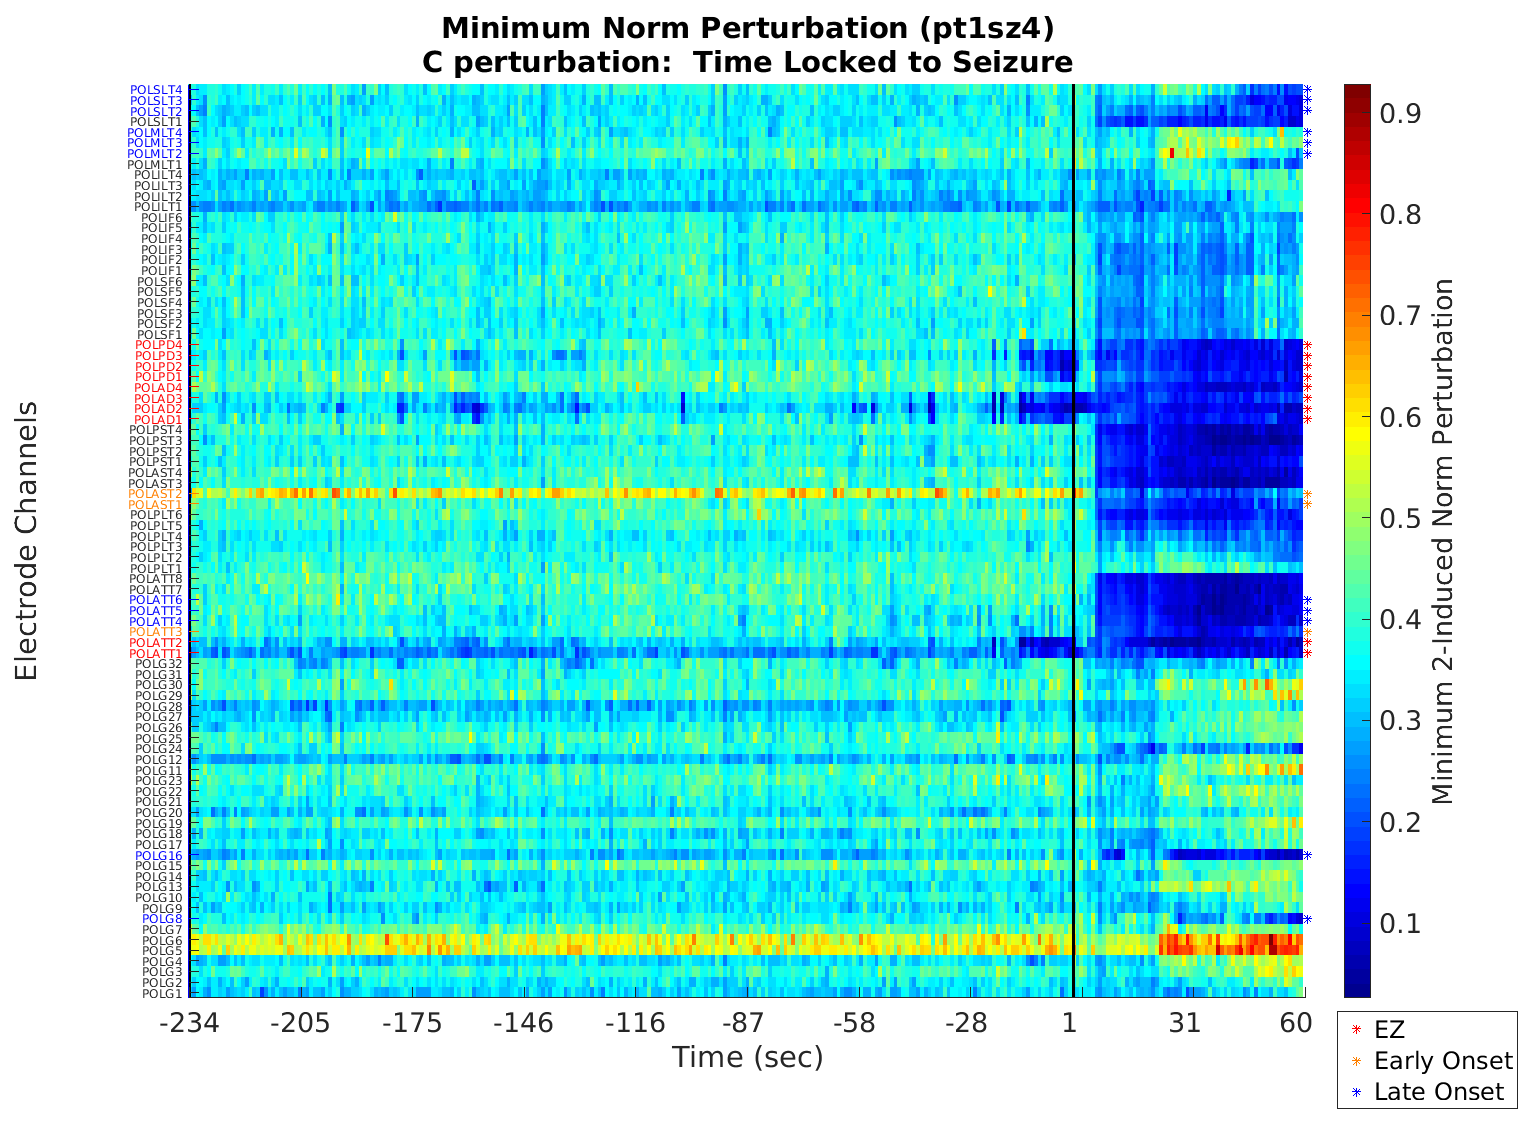 Minimum Norm Perturbation (pt1sz4)
C perturbation:  Time Locked to Seizure
Electrode Channels
POLSLT4
POLSLT3
POLSLT2
POLSLT1
POLMLT4
POLMLT3
POLMLT2
POLMLT1
POLILT4
POLILT3
POLILT2
POLILT1
POLIF6
POLIF5
POLIF4
POLIF3
POLIF2
POLIF1
POLSF6
POLSF5
POLSF4
POLSF3
POLSF2
POLSF1
POLPD4
POLPD3
POLPD2
POLPD1
POLAD4
POLAD3
POLAD2
POLAD1
POLPST4
POLPST3
POLPST2
POLPST1
POLAST4
POLAST3
POLAST2
POLAST1
POLPLT6
POLPLT5
POLPLT4
POLPLT3
POLPLT2
POLPLT1
POLATT8
POLATT7
POLATT6
POLATT5
POLATT4
POLATT3
POLATT2
POLATT1
POLG32
POLG31
POLG30
POLG29
POLG28
POLG27
POLG26
POLG25
POLG24
POLG12
POLG11
POLG23
POLG22
POLG21
POLG20
POLG19
POLG18
POLG17
POLG16
POLG15
POLG14
POLG13
POLG10
POLG9
POLG8
POLG7
POLG6
POLG5
POLG4
POLG3
POLG2
POLG1
-234 -205 -175 -146 -116 -87 -58 -28 1 31 60
Time (sec)
0.9
0.8
0.7
0.6
0.5
0.4
0.3
0.2
0.1
Minimum 2-Induced Norm Perturbation
EZ
Early Onset
Late Onset